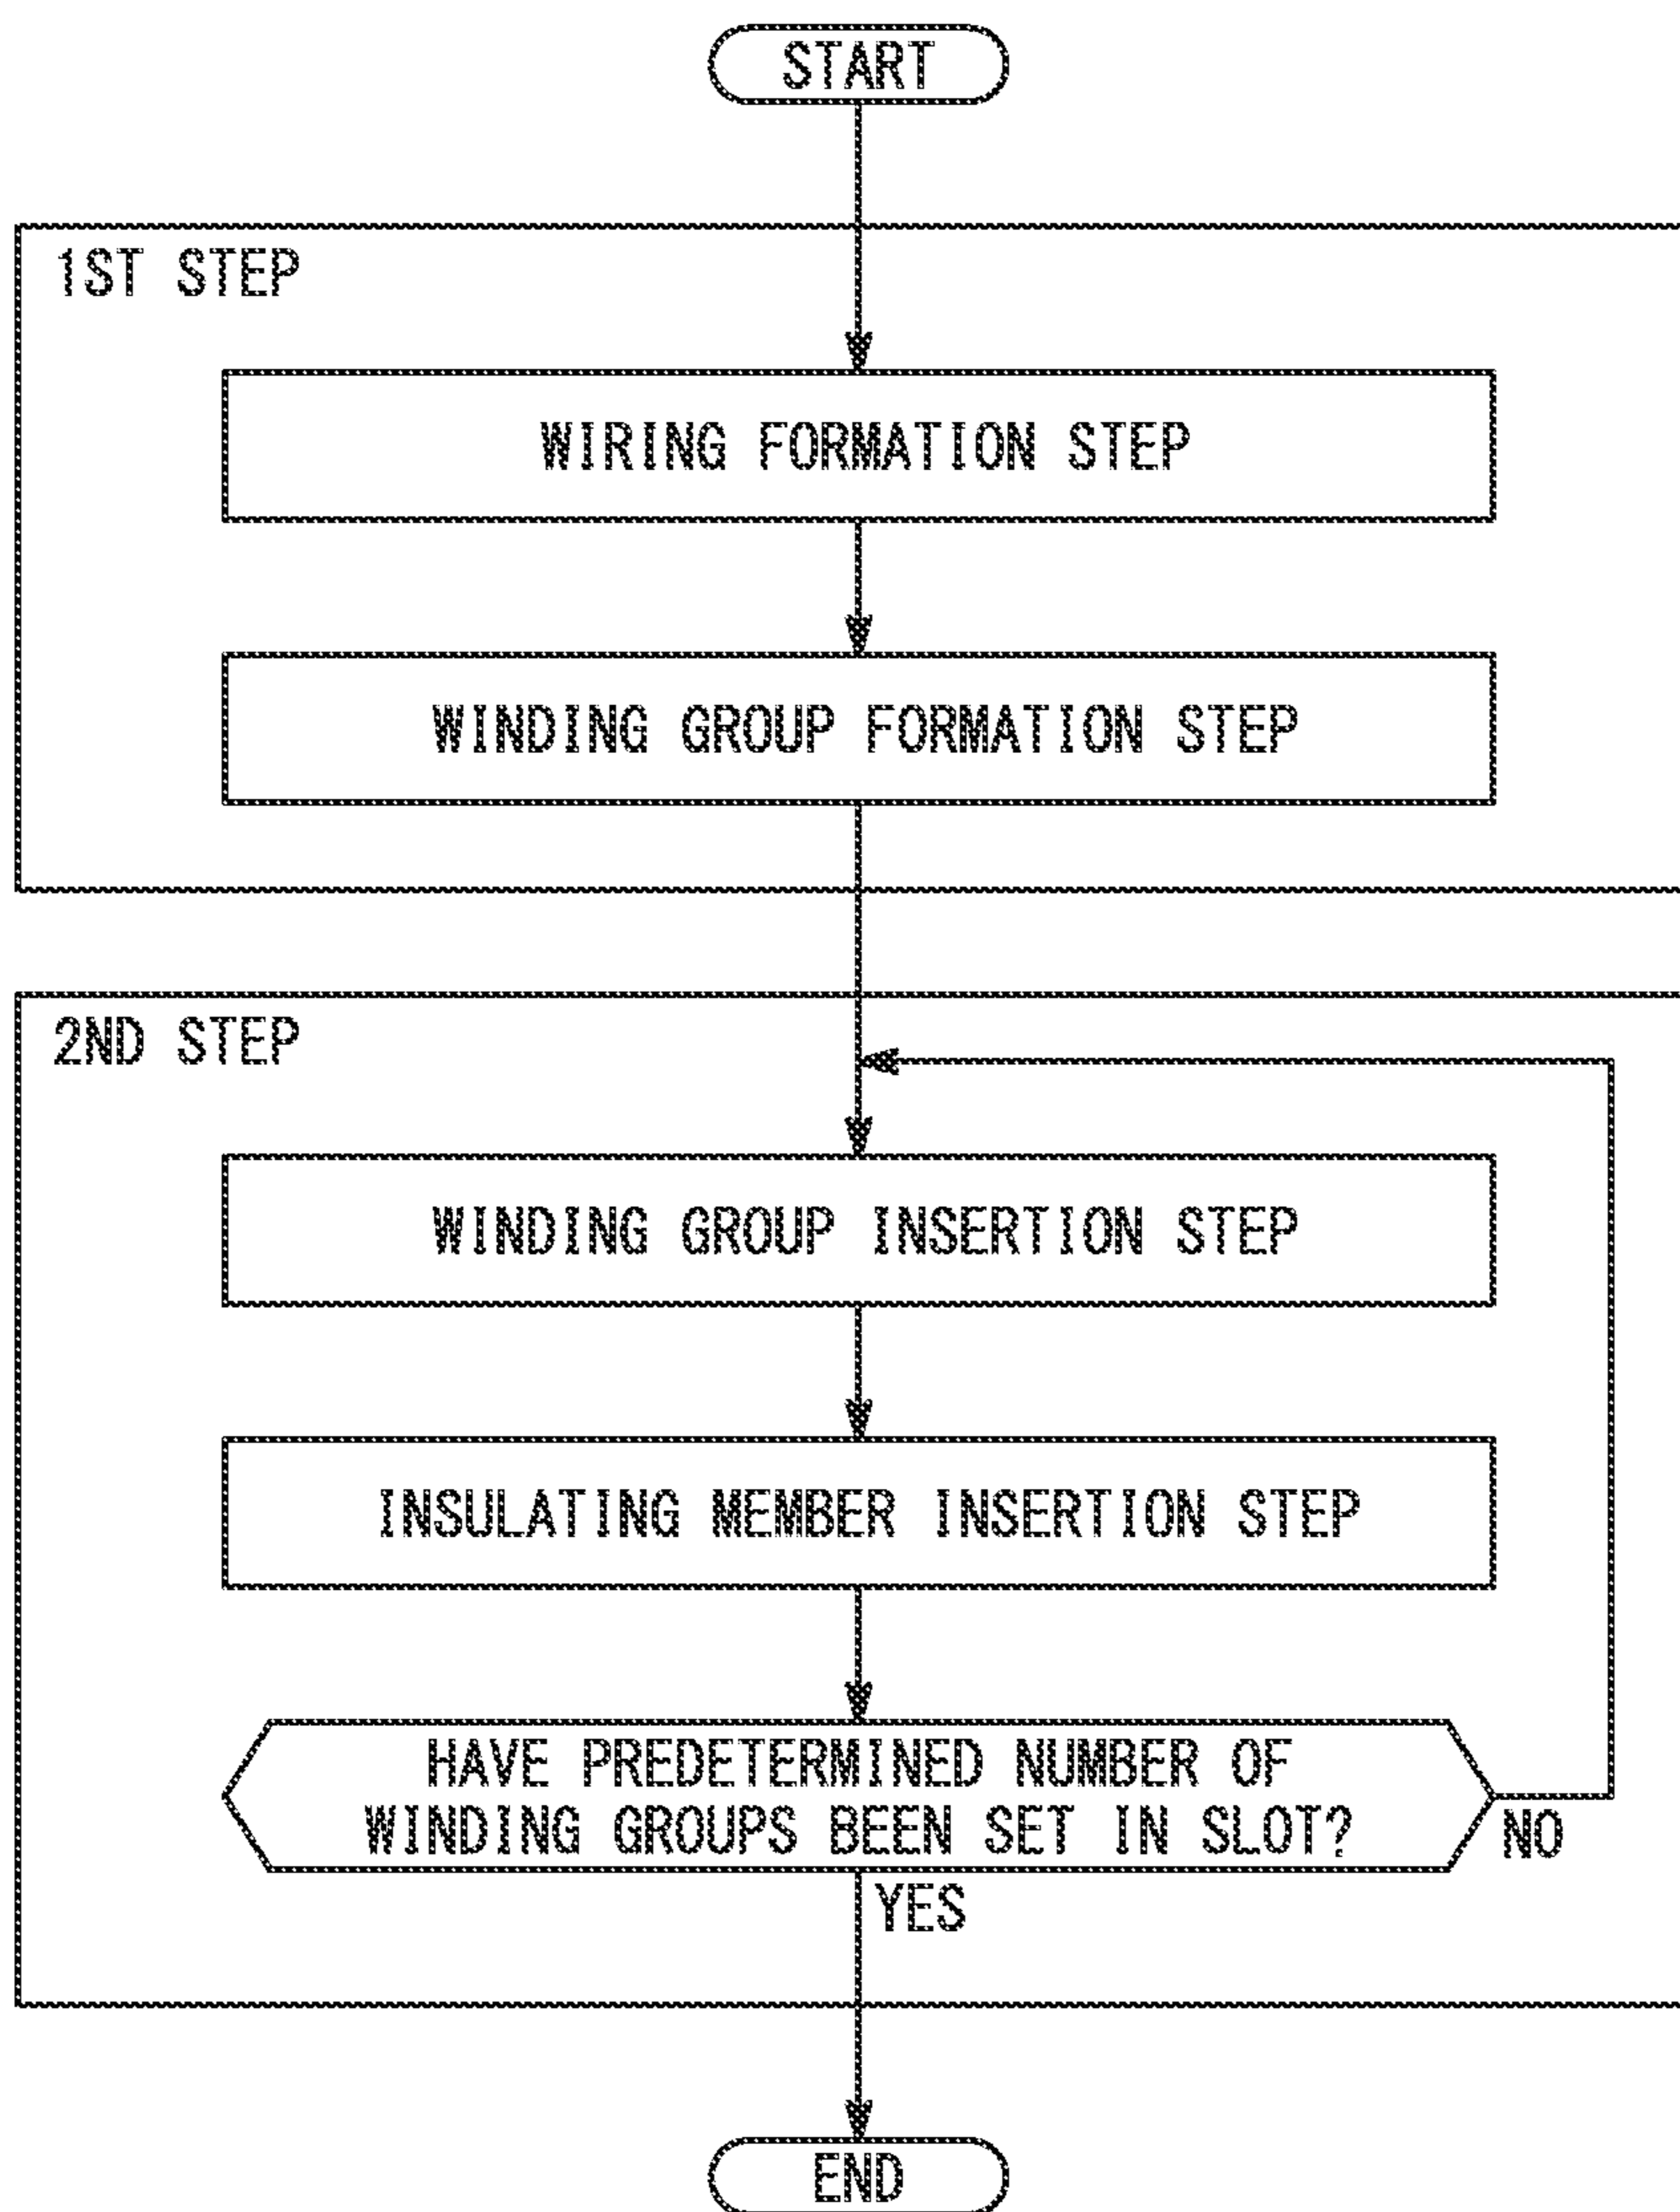 START
1ST STEP
WIRING FORMATION STEP
WINDING GROUP FORMATION STEP
2ND STEP
WINDING GROUP INSERTION STEP
INSULATING MEMBER INSERTION STEP
HAVE PREDETERMINED NUMBER OF
WINDING GROUPS BEEN SET IN SLOT?
NO
YES
END